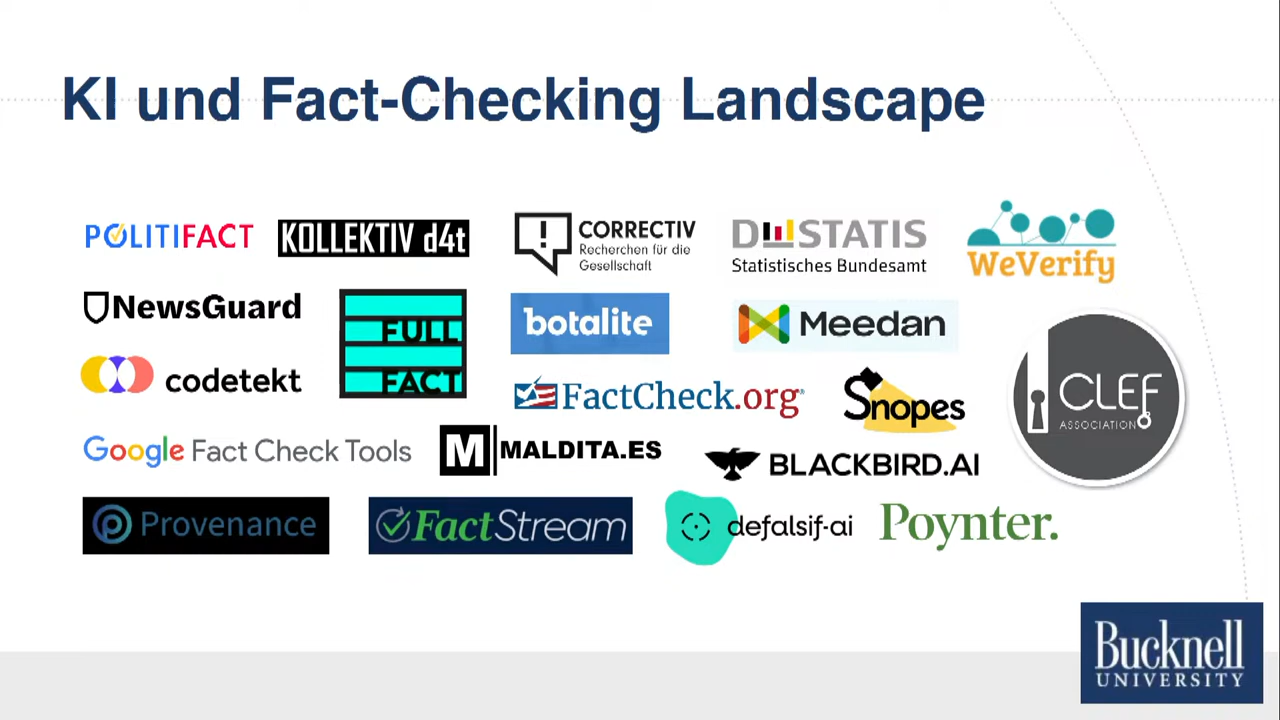 KI und Fact-Checking Landscape
POLITIFACT
KOLLEKTIV d4t
CORRECTIV
Recherchen für die
Gesellschaft
DESTATIS
Statistisches Bundesamt
WeVerify
NewsGuard
FULL
FACT
botalite
Meedan
codetekt
FactCheck.org®
Snopes
CLEF
ASSOCIATION
Google Fact Check Tools
M MALDITA.ES
BLACKBIRD.AI
Provenance
FactStream
defalsif-ai
Poynter.
Bucknell
UNIVERSITY